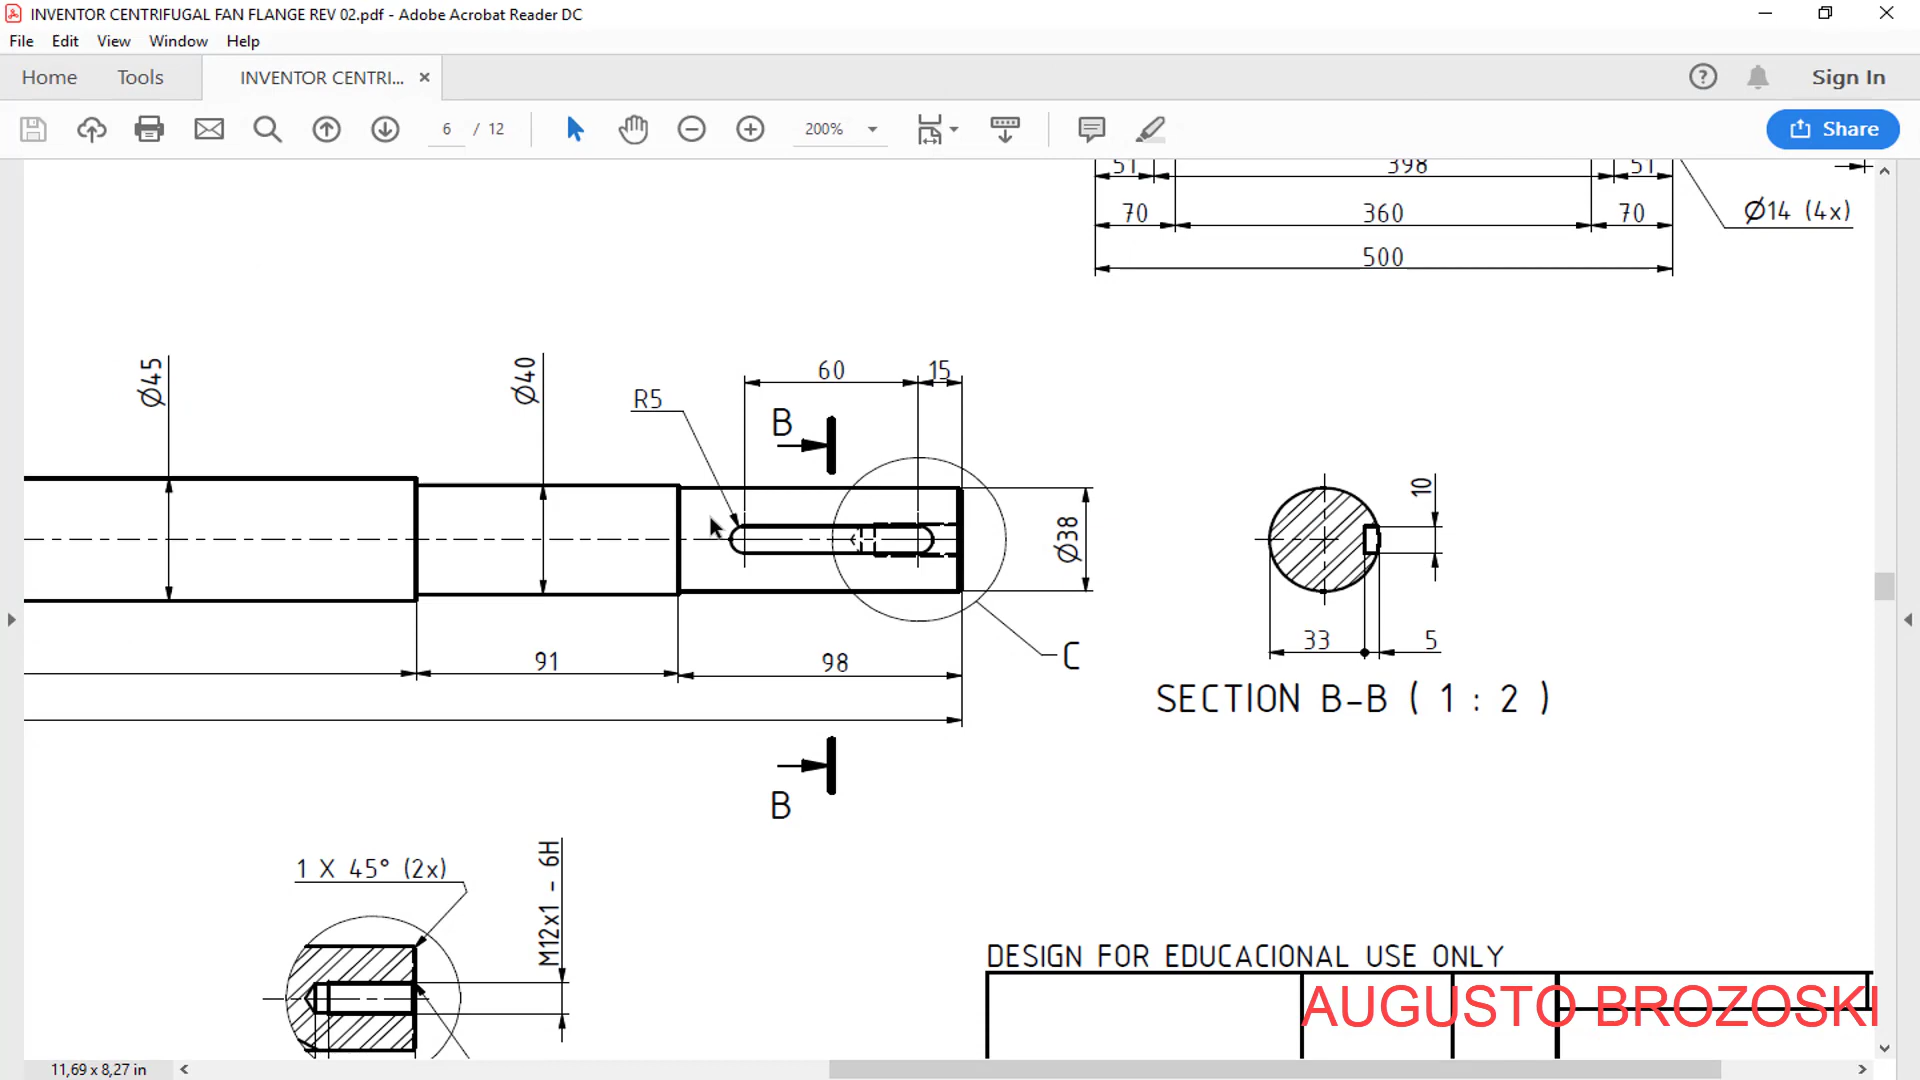 INVENTOR CENTRIFUGAL FAN FLANGE REV 02.pdf - Adobe Acrobat Reader DC
File Edit View Window Help
Home Tools INVENTOR CENTRI... × Sign In
6 / 12 200% Share
51 398 51
70 360 70 Ø14 (4x)
500
Ø45 Ø40 R5 60 15
B
Ø38 10
91 98 C 33 5
SECTION B-B ( 1 : 2 )
B
1 X 45° (2x) M12x1 - 6H
DESIGN FOR EDUCACIONAL USE ONLY
AUGUSTO BROZOSKI
11,69 x 8,27 in